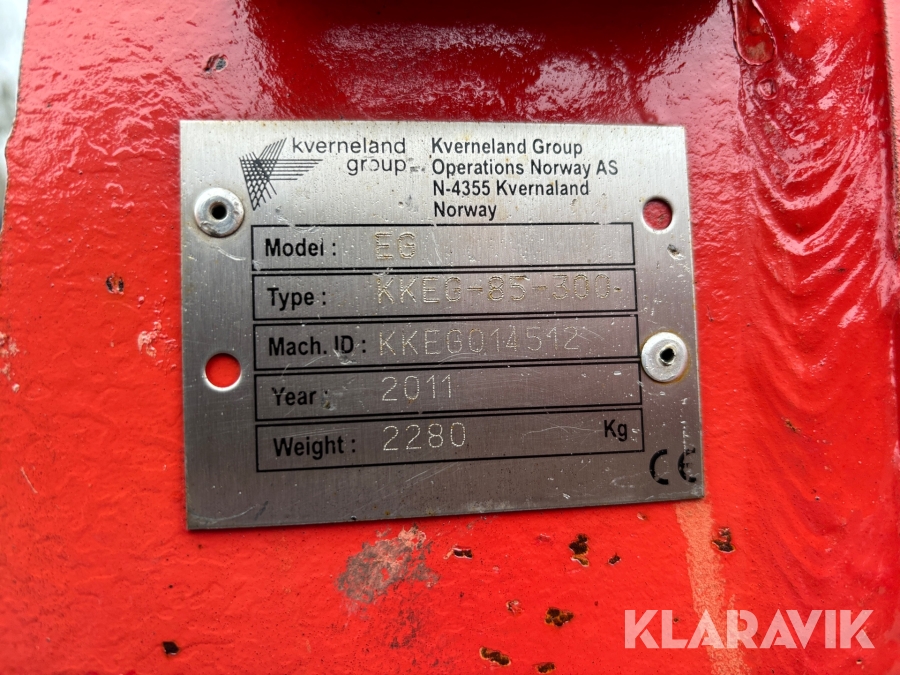 kverneland
group
Kverneland Group
Operations Norway AS
N-4355 Kvernaland
Norway
Model : EG
Type : KKEG-85-300-
Mach. ID : KKEG014512
Year : 2011
Weight : 2280 Kg
CE
KLARAVIK